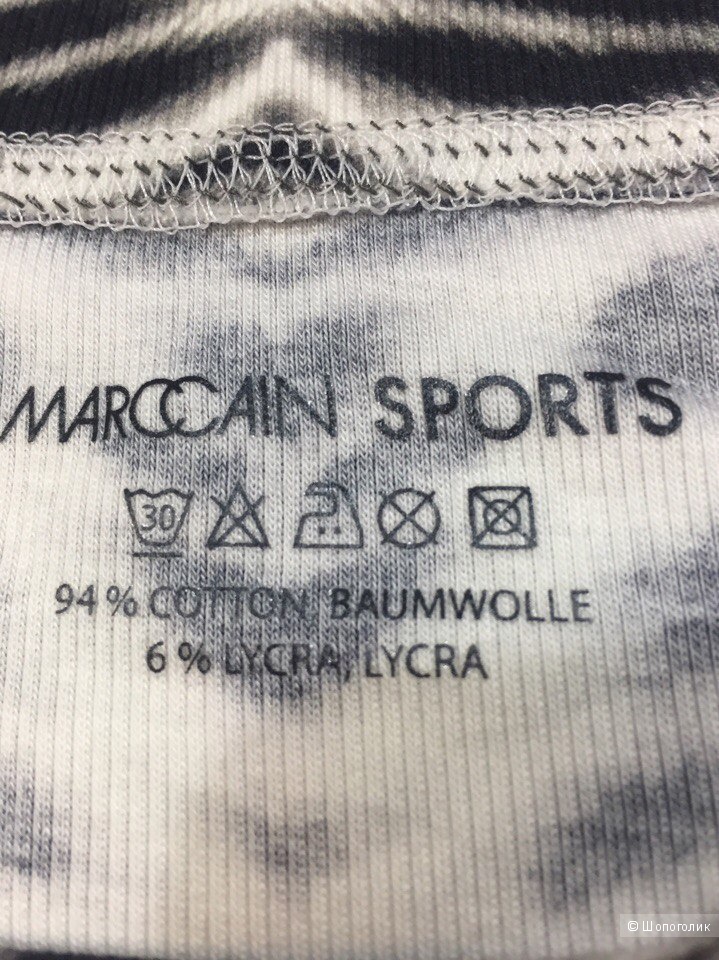 MARCCAIN SPORTS
30
94 % COTTON, BAUMWOLLE
6 % LYCRA, LYCRA
© Шопоголик